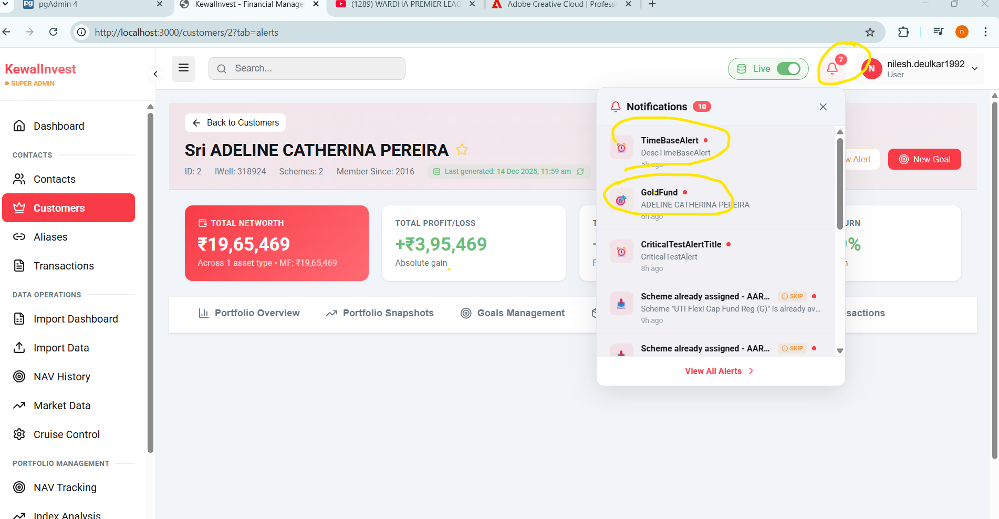 pgAdmin 4
KewalInvest - Financial Manage
(1289) WARDHA PREMIER LEAG
Adobe Creative Cloud | Professi
http://localhost:3000/customers/2?tab=alerts
n
KewalInvest
SUPER ADMIN
Search...
Live
7
N
nilesh.deulkar1992
User
Dashboard
CONTACTS
Contacts
Customers
Aliases
Transactions
DATA OPERATIONS
Import Dashboard
Import Data
NAV History
Market Data
Cruise Control
PORTFOLIO MANAGEMENT
NAV Tracking
Index Analysis
Back to Customers
Sri ADELINE CATHERINA PEREIRA
ID: 2 IWell: 318924 Schemes: 2 Member Since: 2016 Last generated: 14 Dec 2025, 11:59 am
w Alert
New Goal
TOTAL NETWORTH
₹19,65,469
Across 1 asset type • MF: ₹19,65,469
TOTAL PROFIT/LOSS
+₹3,95,469
Absolute gain
URN
%
Portfolio Overview
Portfolio Snapshots
Goals Management
sactions
Notifications 10
TimeBaseAlert
DescTimeBaseAlert
5h ago
GoldFund
ADELINE CATHERINA PEREIRA
6h ago
CriticalTestAlertTitle
CriticalTestAlert
8h ago
Scheme already assigned - AAR... SKIP
Scheme "UTI Flexi Cap Fund Reg (G)" is already av...
9h ago
Scheme already assigned - AAR... SKIP
View All Alerts